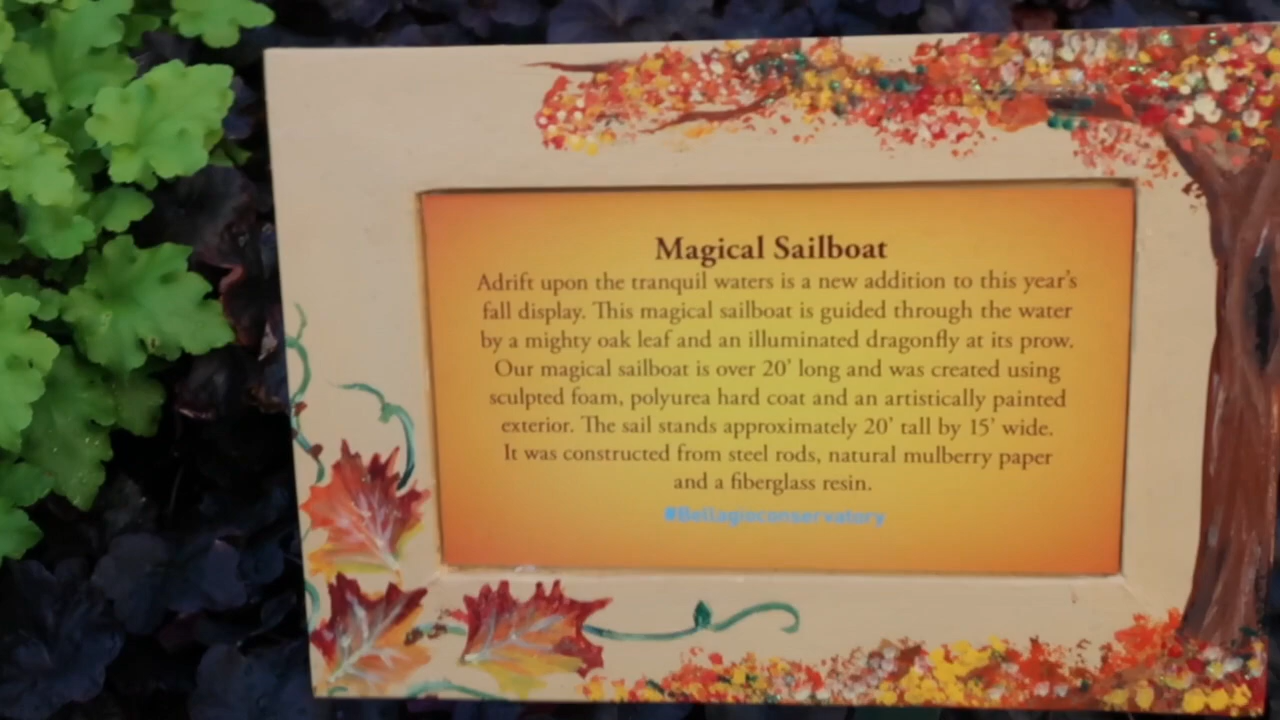 Magical Sailboat
Adrift upon the tranquil waters is a new addition to this year's
fall display. This magical sailboat is guided through the water
by a mighty oak leaf and an illuminated dragonfly at its prow.
Our magical sailboat is over 20' long and was created using
sculpted foam, polyurea hard coat and an artistically painted
exterior. The sail stands approximately 20' tall by 15' wide.
It was constructed from steel rods, natural mulberry paper
and a fiberglass resin.
#Bellagioconservatory